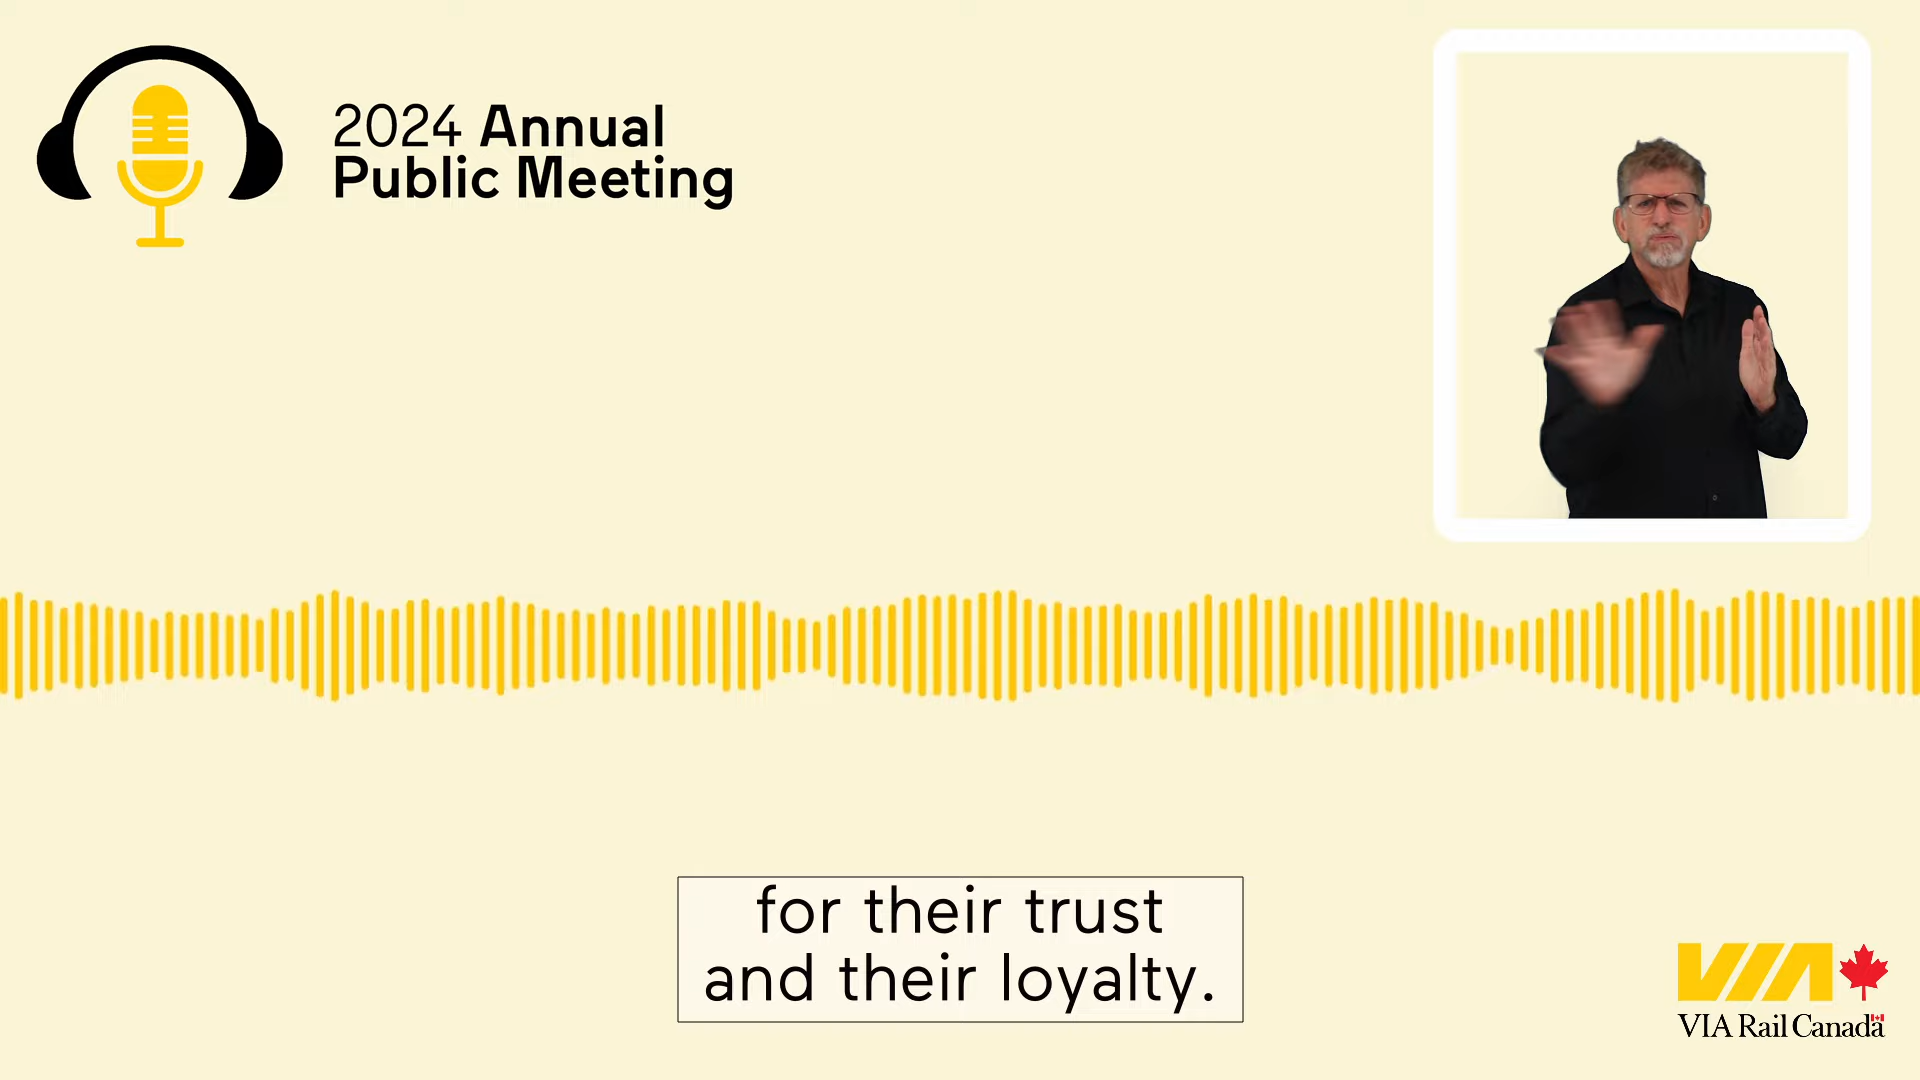 2024 Annual
Public Meeting
for their trust
and their loyalty.
VIA
VIA Rail Canada